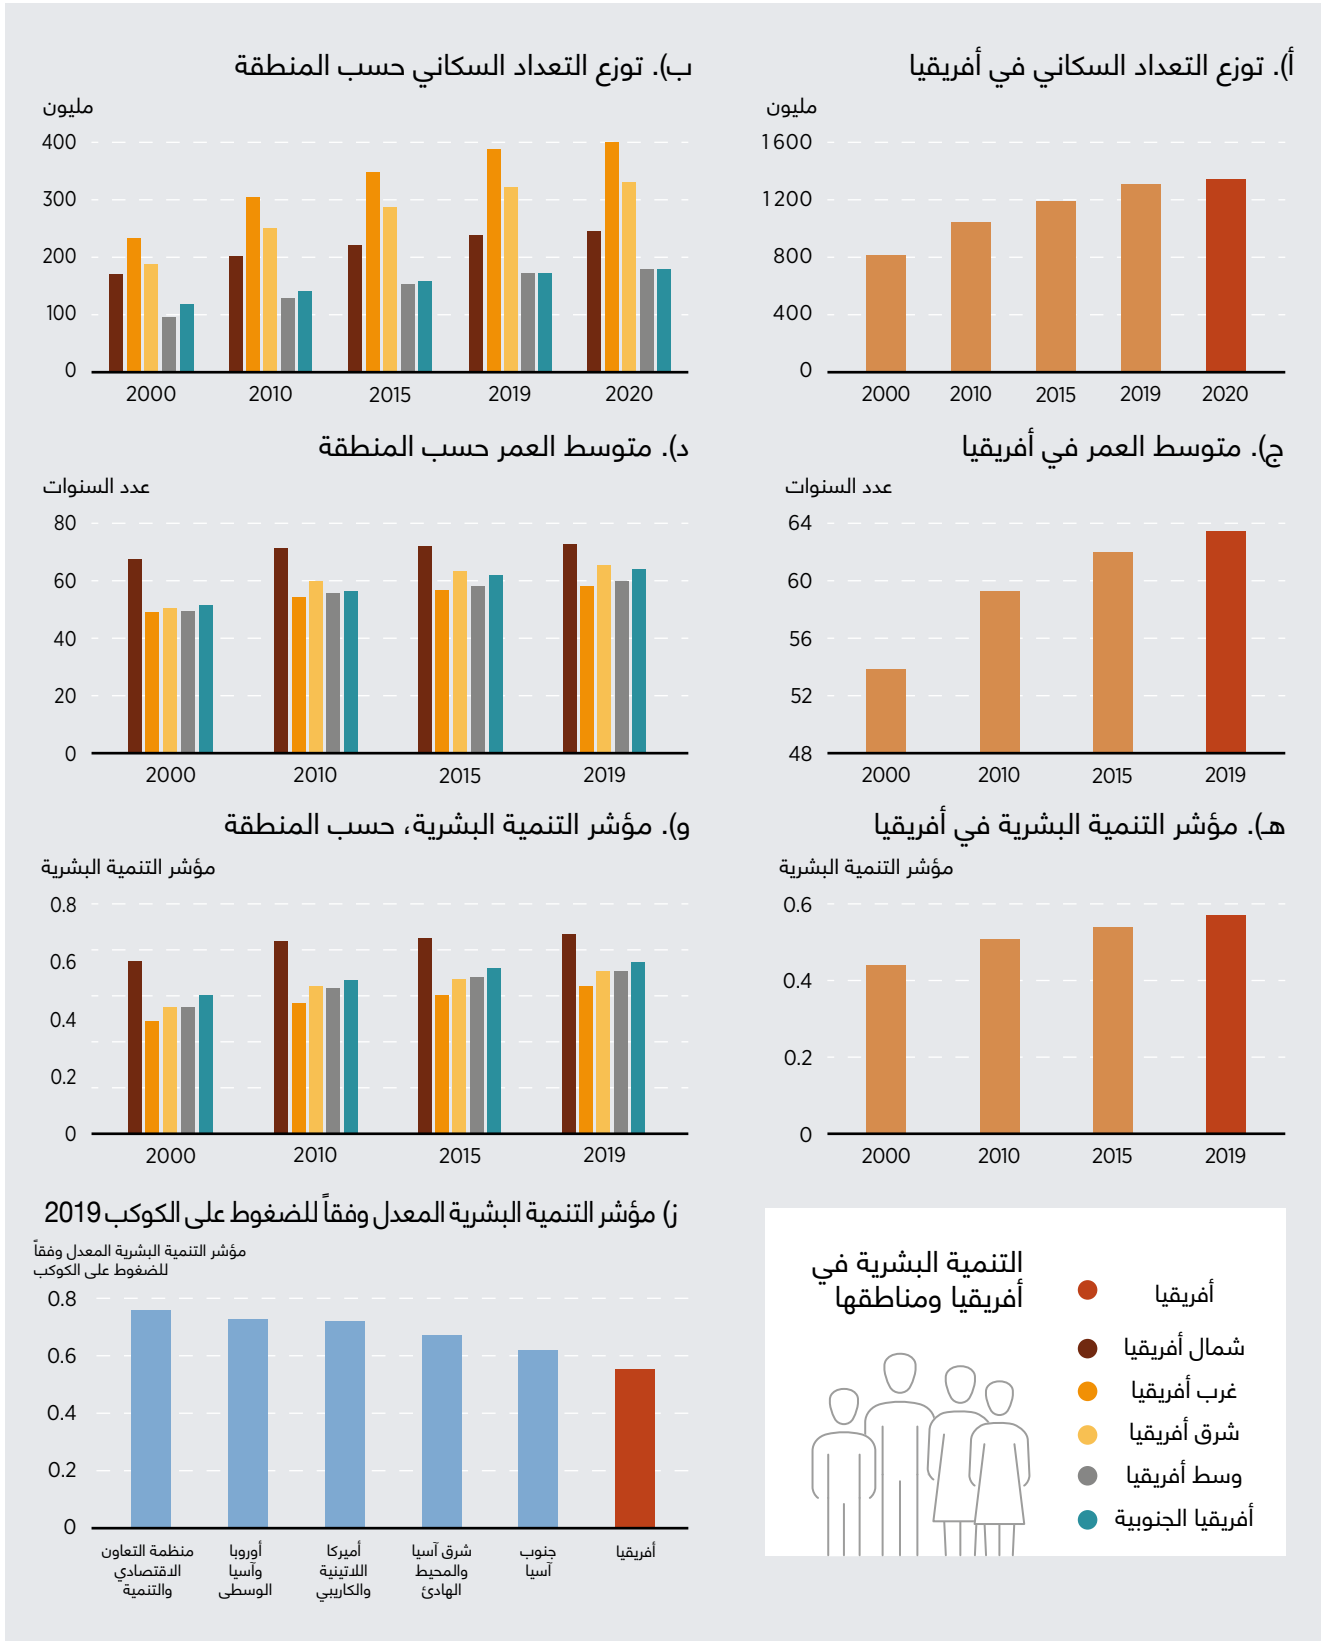 أ). توزع التعداد السكاني في أفريقيا
مليون
1600
1200
800
400
0
2000 2010 2015 2019 2020
ب). توزع التعداد السكاني حسب المنطقة
مليون
400
300
200
100
0
2000 2010 2015 2019 2020
ج). متوسط العمر في أفريقيا
عدد السنوات
64
60
56
52
48
2000 2010 2015 2019
د). متوسط العمر حسب المنطقة
عدد السنوات
80
60
40
20
0
2000 2010 2015 2019
هـ). مؤشر التنمية البشرية في أفريقيا
مؤشر التنمية البشرية
0.6
0.4
0.2
0
2000 2010 2015 2019
و). مؤشر التنمية البشرية، حسب المنطقة
مؤشر التنمية البشرية
0.8
0.6
0.4
0.2
0
2000 2010 2015 2019
التنمية البشرية في
أفريقيا ومناطقها
أفريقيا
شمال أفريقيا
غرب أفريقيا
شرق أفريقيا
وسط أفريقيا
أفريقيا الجنوبية
ز) مؤشر التنمية البشرية المعدل وفقاً للضغوط على الكوكب 2019
مؤشر التنمية البشرية المعدل وفقاً
للضغوط على الكوكب
0.8
0.6
0.4
0.2
0
أفريقيا
جنوب
آسيا
شرق آسيا
والمحيط
الهادئ
أميركا
اللاتينية
والكاريبي
أوروبا
وآسيا
الوسطى
منظمة التعاون
الاقتصادي
والتنمية